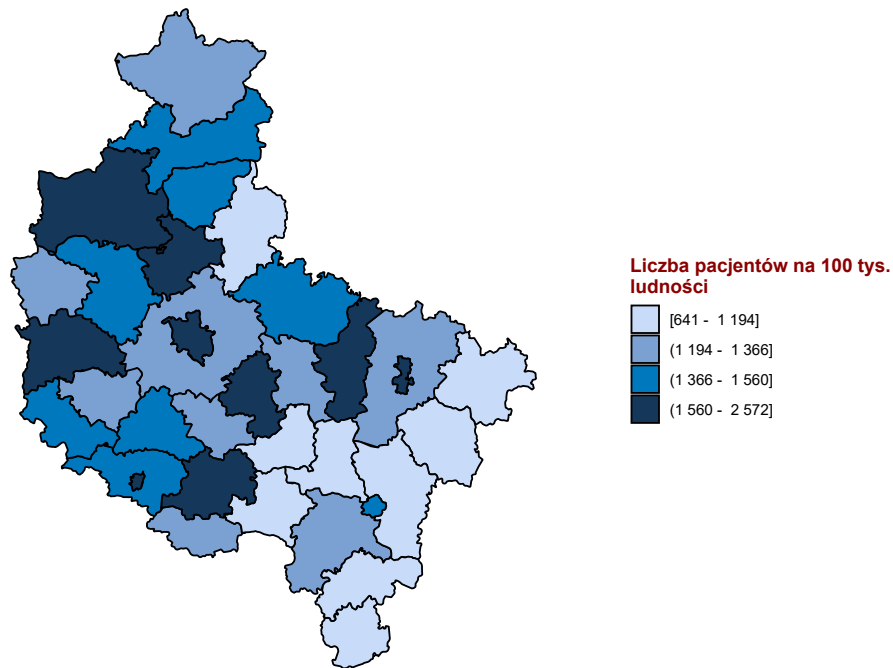 Liczba pacjentów na 100 tys.
ludności
[641 - 1 194]
(1 194 - 1 366]
(1 366 - 1 560]
(1 560 - 2 572]